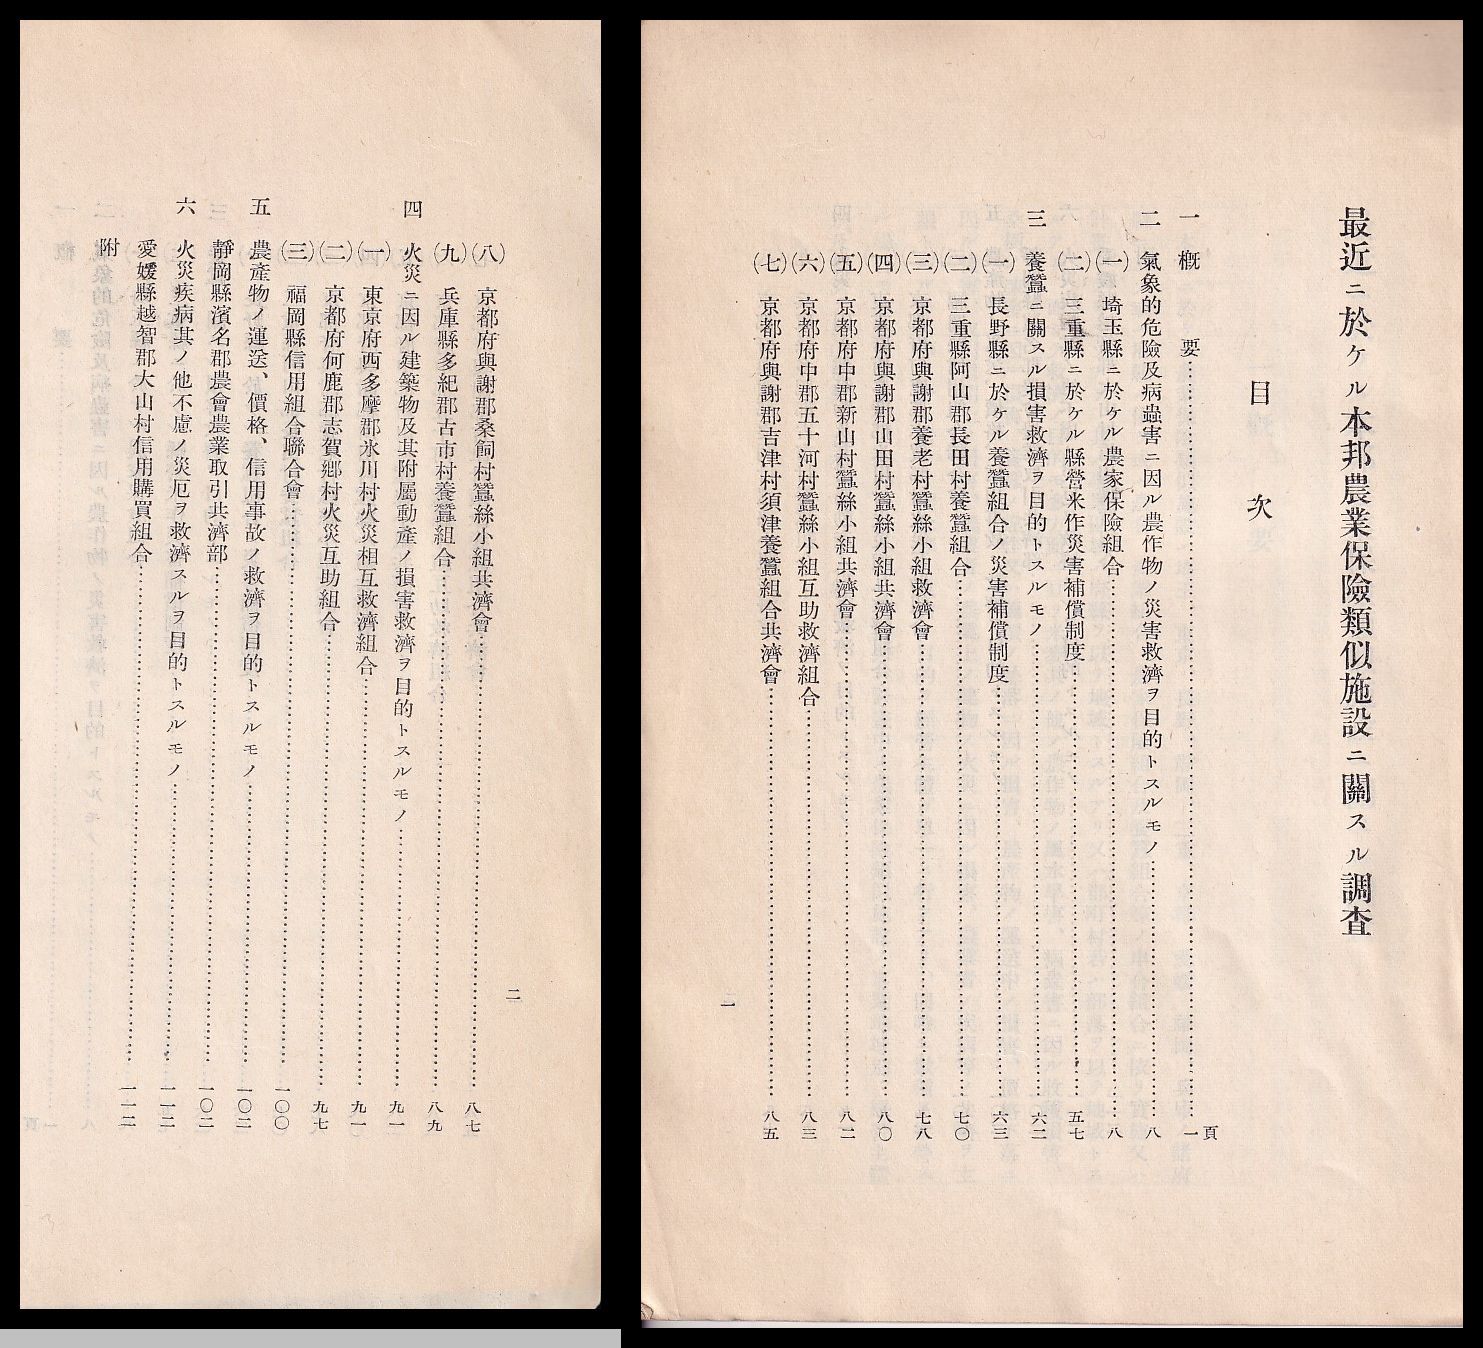 最近ニ於ケル本邦農業保險類似施設ニ關スル調査
目次
頁
一 概要……一
二 氣象的危險及病蟲害ニ因ル農作物ノ災害救濟ヲ目的トスルモノ……八
(一) 埼玉縣ニ於ケル農家保險組合……八
(二) 三重縣ニ於ケル縣營米作災害補償制度……五七
三 養蠶ニ關スル損害救濟ヲ目的トスルモノ……六二
(一) 長野縣ニ於ケル養蠶組合ノ災害補償制度……六三
(二) 三重縣阿山郡長田村養蠶組合……七〇
(三) 京都府與謝郡養老村蠶絲小組救濟會……七八
(四) 京都府與謝郡山田村蠶絲小組共濟會……八〇
(五) 京都府中郡新山村蠶絲小組共濟會……八二
(六) 京都府中郡五十河村蠶絲小組互助救濟組合……八三
(七) 京都府與謝郡吉津村須津養蠶組合共濟會……八五
二
二
(八) 京都府與謝郡桑飼村蠶絲小組共濟會……八七
(九) 兵庫縣多紀郡古市村養蠶組合……八九
四 火災ニ因ル建築物及其附屬動產ノ損害救濟ヲ目的トスルモノ……九一
(一) 東京府西多摩郡氷川村火災相互救濟組合……九一
(二) 京都府何鹿郡志賀鄕村火災互助組合……九七
(三) 福岡縣信用組合聯合會……一〇〇
五 農產物ノ運送、價格、信用事故ノ救濟ヲ目的トスルモノ……一〇二
靜岡縣濱名郡農會農業取引共濟部……一〇二
六 火災疾病其ノ他不慮ノ災厄ヲ救濟スルヲ目的トスルモノ……一一二
愛媛縣越智郡大山村信用購買組合……一一二
附